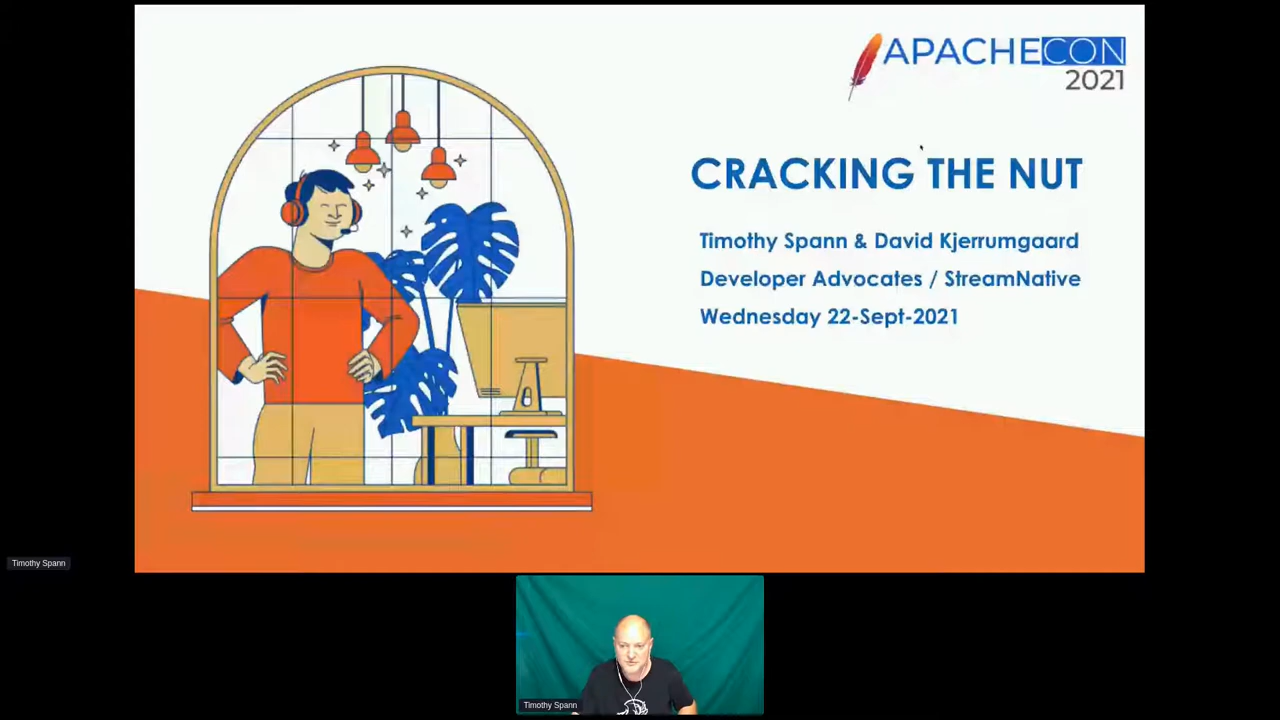 APACHECON
2021
CRACKING THE NUT
Timothy Spann & David Kjerrumgaard
Developer Advocates / StreamNative
Wednesday 22-Sept-2021
Timothy Spann
Timothy Spann